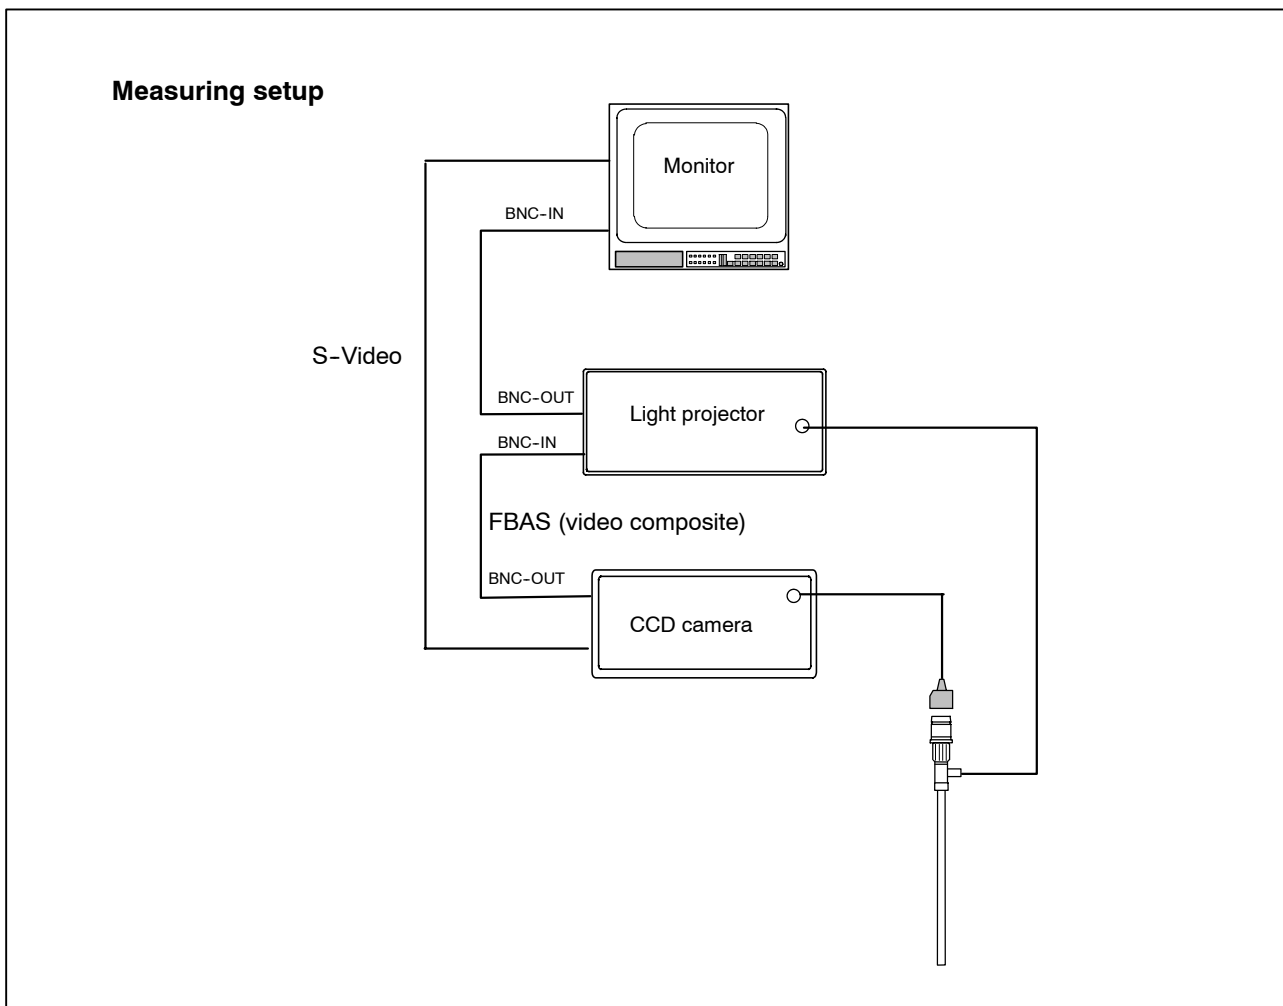 Measuring setup
Monitor
BNC-IN
S-Video
BNC-OUT
Light projector
BNC-IN
FBAS (video composite)
BNC-OUT
CCD camera